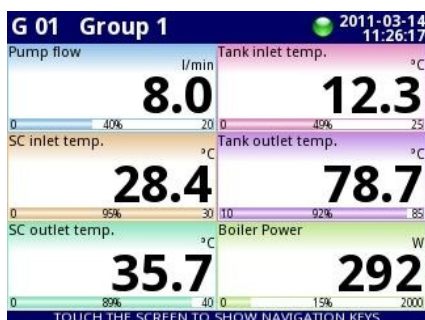 G 01 Group 1 2011-03-14
11:26:17
Pump flow
l/min
8.0
0 40% 20
Tank inlet temp.
°C
12.3
0 49% 25
SC inlet temp.
°C
28.4
0 95% 30
Tank outlet temp.
°C
78.7
10 92% 85
SC outlet temp.
°C
35.7
0 89% 40
Boiler Power
W
292
0 15% 2000
TOUCH THE SCREEN TO SHOW NAVIGATION KEYS